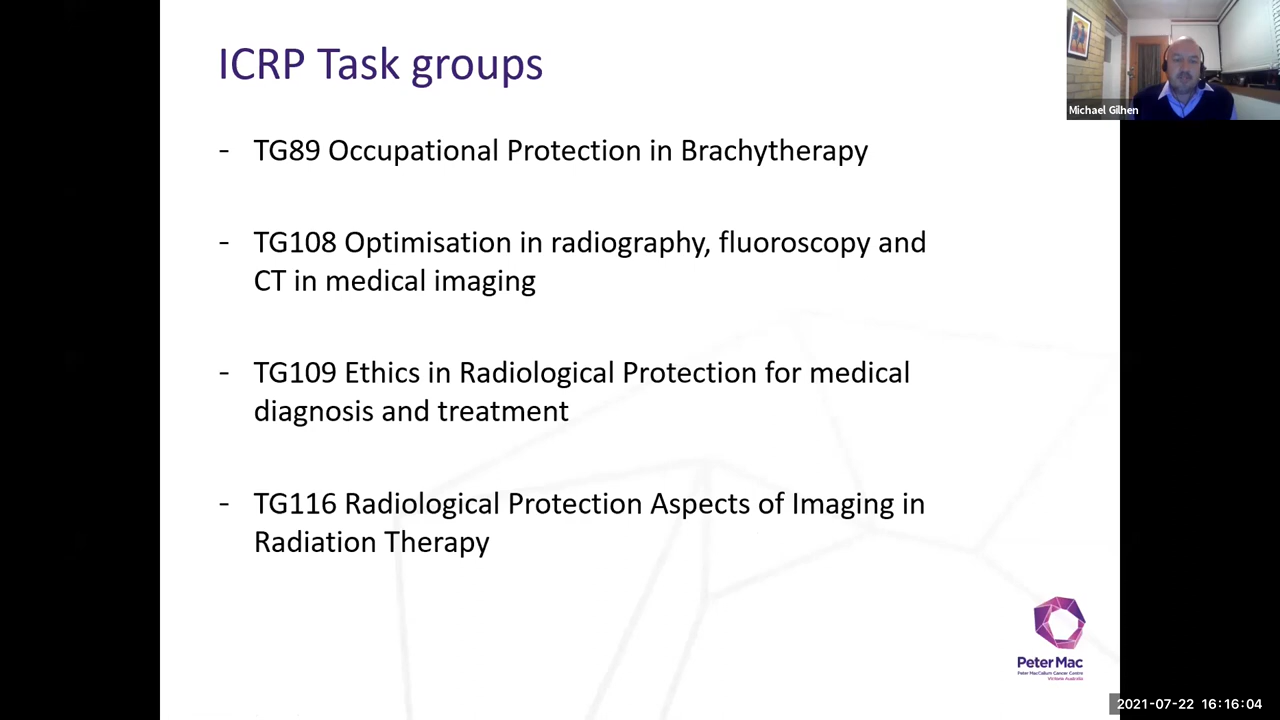 ICRP Task groups
Michael Gilhen
- TG89 Occupational Protection in Brachytherapy
- TG108 Optimisation in radiography, fluoroscopy and
CT in medical imaging
- TG109 Ethics in Radiological Protection for medical
diagnosis and treatment
- TG116 Radiological Protection Aspects of Imaging in
Radiation Therapy
Peter Mac
Peter MacCallum Cancer Centre
Victoria Australia
2021-07-22 16:16:04